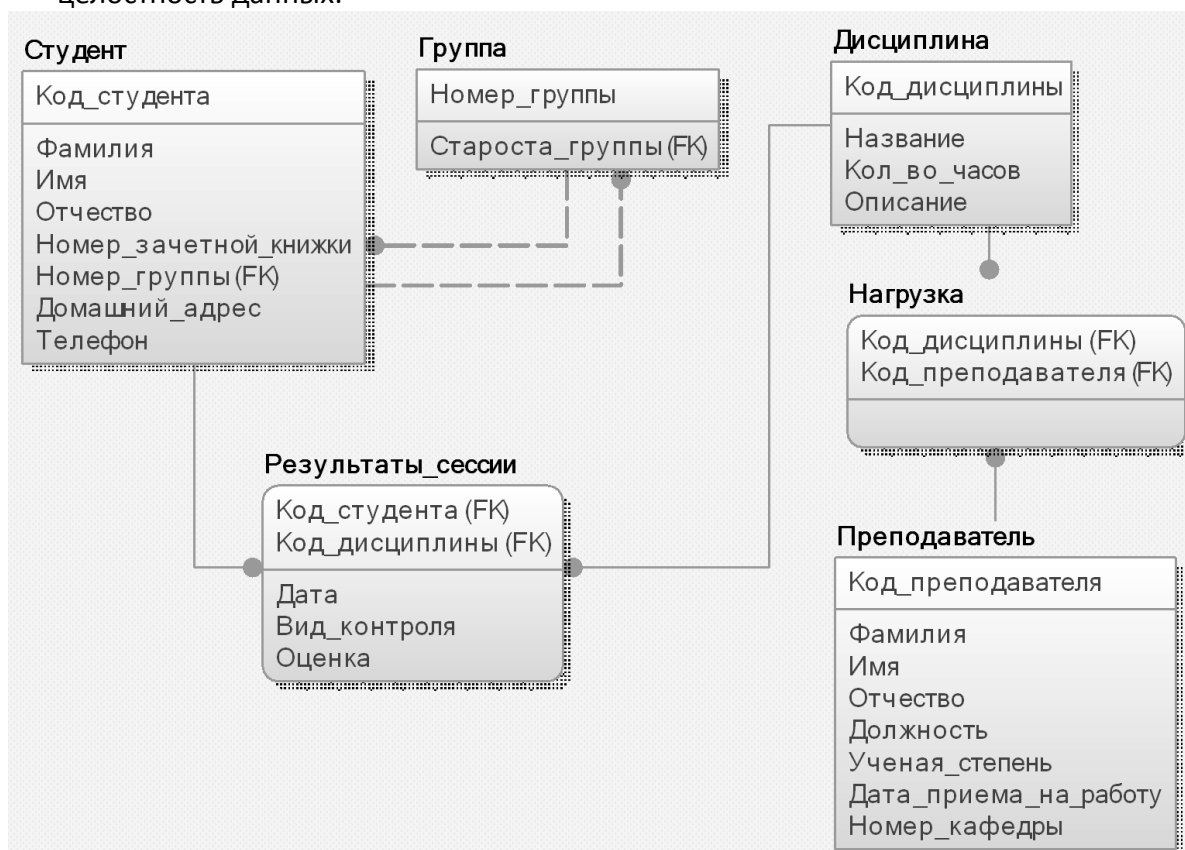 целостность данных.
Студент
Код_студента
Фамилия
Имя
Отчество
Номер_зачетной_книжки
Номер_группы (FK)
Домашний_адрес
Телефон
Группа
Номер_группы
Староста_группы (FK)
Дисциплина
Код_дисциплины
Название
Кол_во_часов
Описание
Нагрузка
Код_дисциплины (FK)
Код_преподавателя (FK)
Результаты_сессии
Код_студента (FK)
Код_дисциплины (FK)
Дата
Вид_контроля
Оценка
Преподаватель
Код_преподавателя
Фамилия
Имя
Отчество
Должность
Ученая_степень
Дата_приема_на_работу
Номер_кафедры